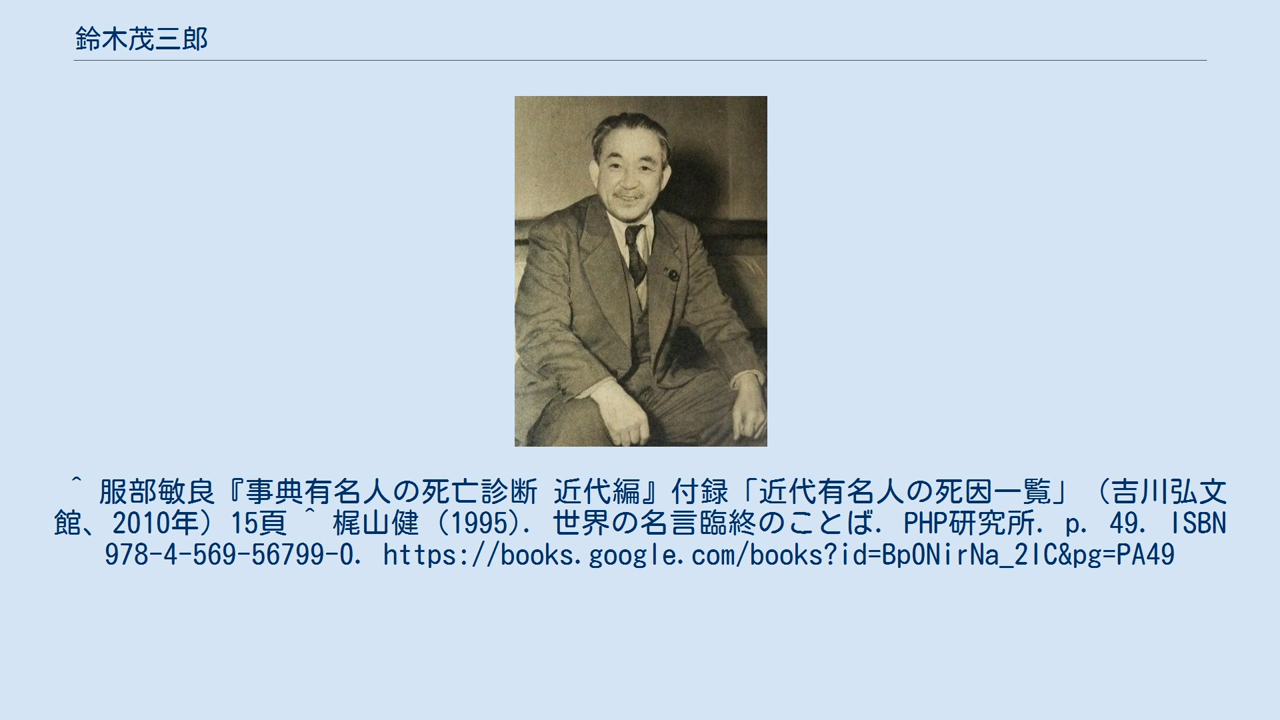 鈴木茂三郎
^ 服部敏良『事典有名人の死亡診断 近代編』付録「近代有名人の死因一覧」（吉川弘文
館、2010年）15頁 ^ 梶山健 (1995). 世界の名言臨終のことば. PHP研究所. p. 49. ISBN
978-4-569-56799-0. https://books.google.com/books?id=BpONirNa_2IC&pg=PA49